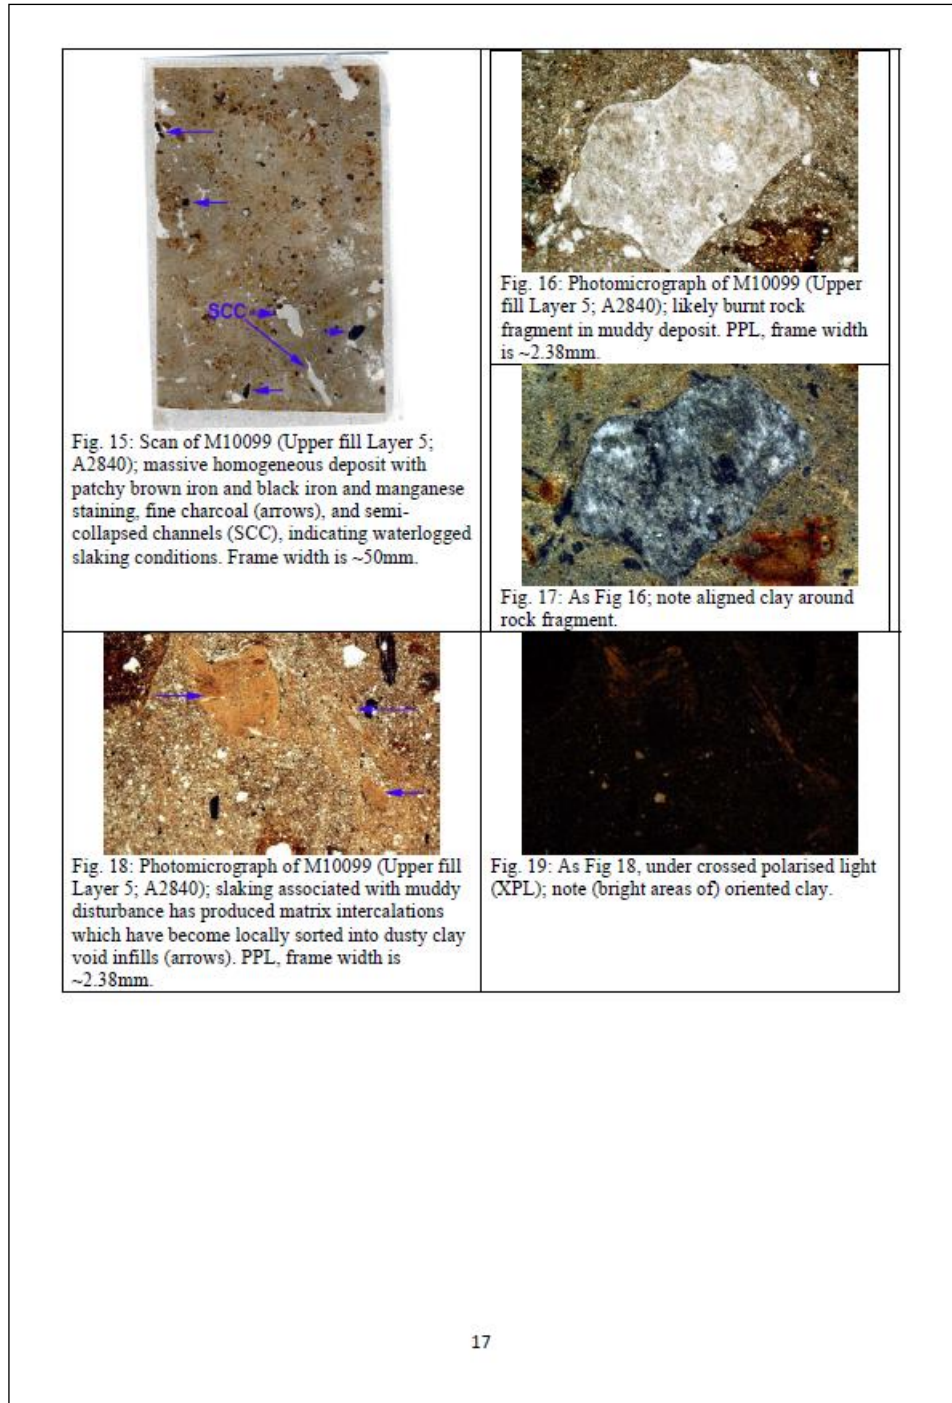 SCC
Fig. 15: Scan of M10099 (Upper fill Layer 5;
A2840); massive homogeneous deposit with
patchy brown iron and black iron and manganese
staining, fine charcoal (arrows), and semi-
collapsed channels (SCC), indicating waterlogged
slaking conditions. Frame width is ~50mm.
Fig. 16: Photomicrograph of M10099 (Upper
fill Layer 5; A2840); likely burnt rock
fragment in muddy deposit. PPL, frame width
is ~2.38mm.
Fig. 17: As Fig 16; note aligned clay around
rock fragment.
Fig. 18: Photomicrograph of M10099 (Upper fill
Layer 5; A2840); slaking associated with muddy
disturbance has produced matrix intercalations
which have become locally sorted into dusty clay
void infills (arrows). PPL, frame width is
~2.38mm.
Fig. 19: As Fig 18, under crossed polarised light
(XPL); note (bright areas of) oriented clay.
17